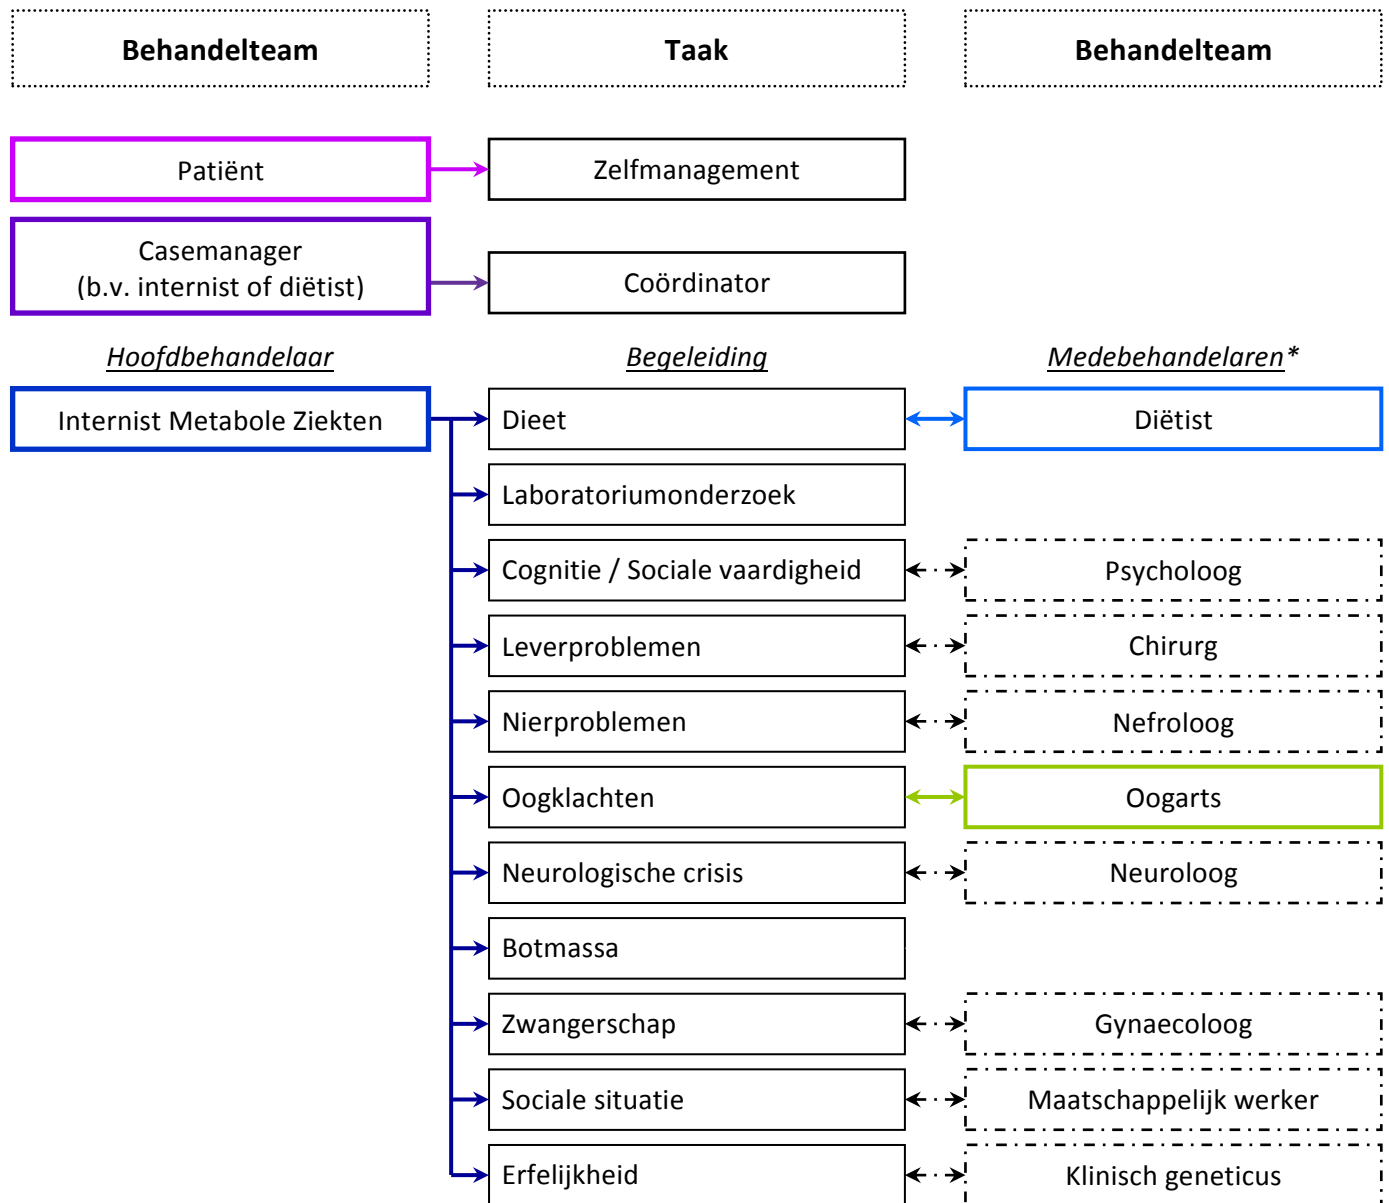 Behandelteam
Taak
Behandelteam
Patiënt
Zelfmanagement
Casemanager
(b.v. internist of diëtist)
Coördinator
Hoofdbehandelaar
Begeleiding
Medebehandelaren*
Internist Metabole Ziekten
Dieet
Diëtist
Laboratoriumonderzoek
Cognitie / Sociale vaardigheid
Psycholoog
Leverproblemen
Chirurg
Nierproblemen
Nefroloog
Oogklachten
Oogarts
Neurologische crisis
Neuroloog
Botmassa
Zwangerschap
Gynaecoloog
Sociale situatie
Maatschappelijk werker
Erfelijkheid
Klinisch geneticus